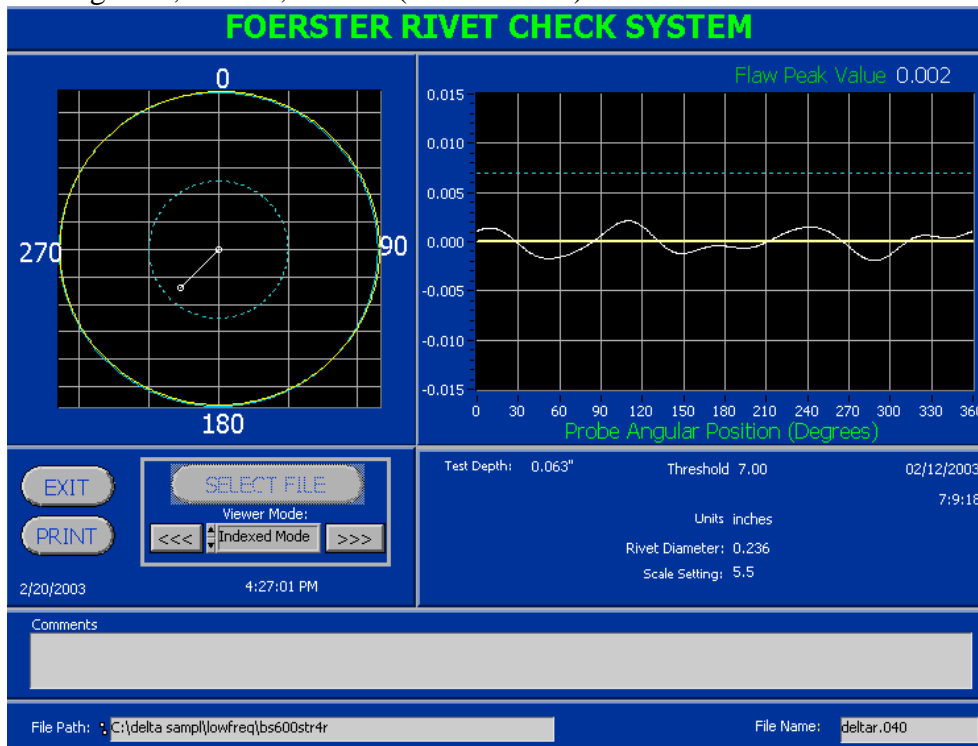 FOERSTER RIVET CHECK SYSTEM
0
270
90
180
Flaw Peak Value 0.002
0.015
0.010
0.005
0.000
-0.005
-0.010
-0.015
0 30 60 90 120 150 180 210 240 270 300 330 360
Probe Angular Position (Degrees)
EXIT
PRINT
SELECT FILE
Viewer Mode:
<<< Indexed Mode >>>
2/20/2003 4:27:01 PM
Test Depth: 0.063" Threshold 7.00 02/12/2003
7:9:18
Units inches
Rivet Diameter: 0.236
Scale Setting: 5.5
Comments
File Path: C:\delta sampl\lowfreq\bs600str4r
File Name: deltar.040